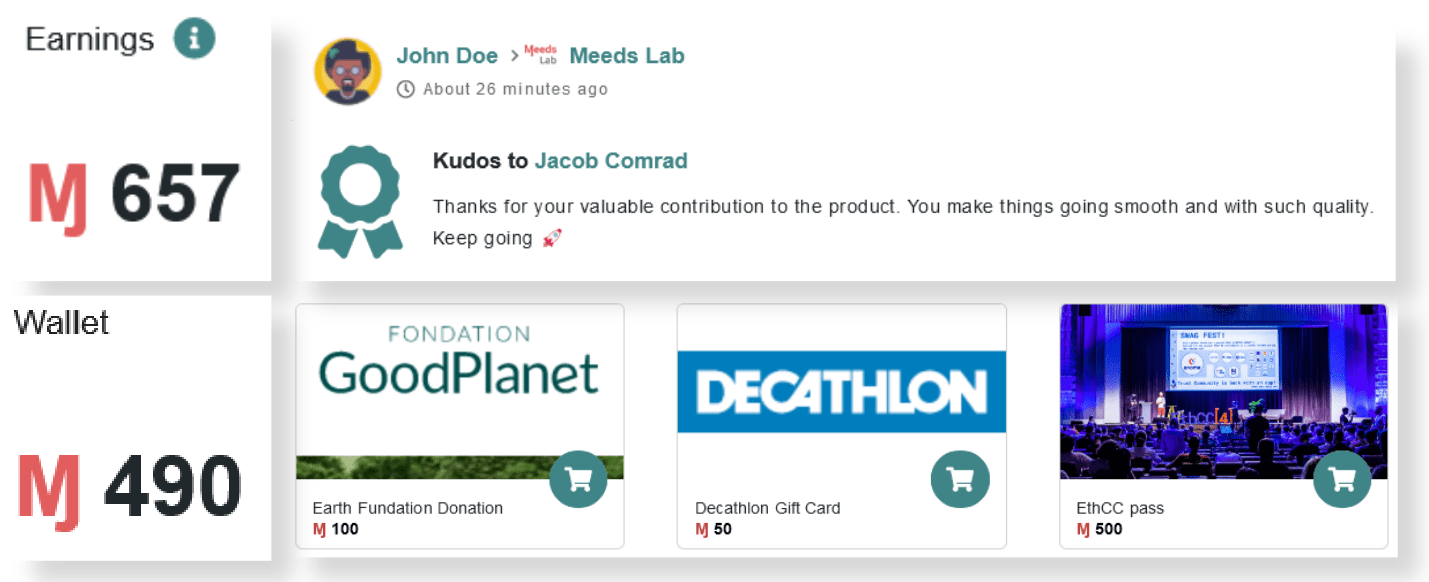 Earnings
John Doe > Meeds Lab Meeds Lab
About 26 minutes ago
Ɱ 657
Kudos to Jacob Comrad
Thanks for your valuable contribution to the product. You make things going smooth and with such quality.
Keep going 🚀
Wallet
Ɱ 490
FONDATION
GoodPlanet
Earth Fundation Donation
Ɱ 100
DECATHLON
Decathlon Gift Card
Ɱ 50
SWAG FEST!
EthCC[4]
EthCC pass
Ɱ 500